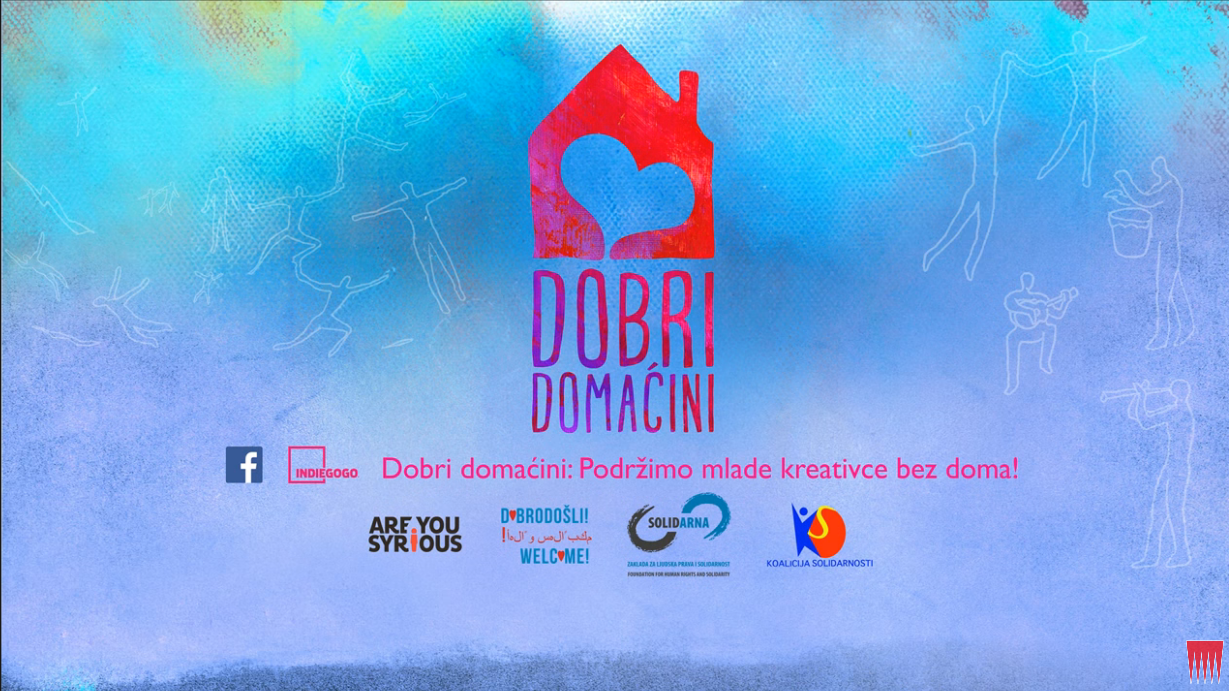 DOBRI
DOMAĆINI
INDIEGOGO
Dobri domaćini: Podržimo mlade kreativce bez doma!
ARE YOU
SYRIOUS
DOBRODOŠLI!
WELCOME!
SOLIDARNA
ZAKLADA ZA LJUDSKA PRAVA I SOLIDARNOST
FOUNDATION FOR HUMAN RIGHTS AND SOLIDARITY
KS
KOALICIJA SOLIDARNOSTI